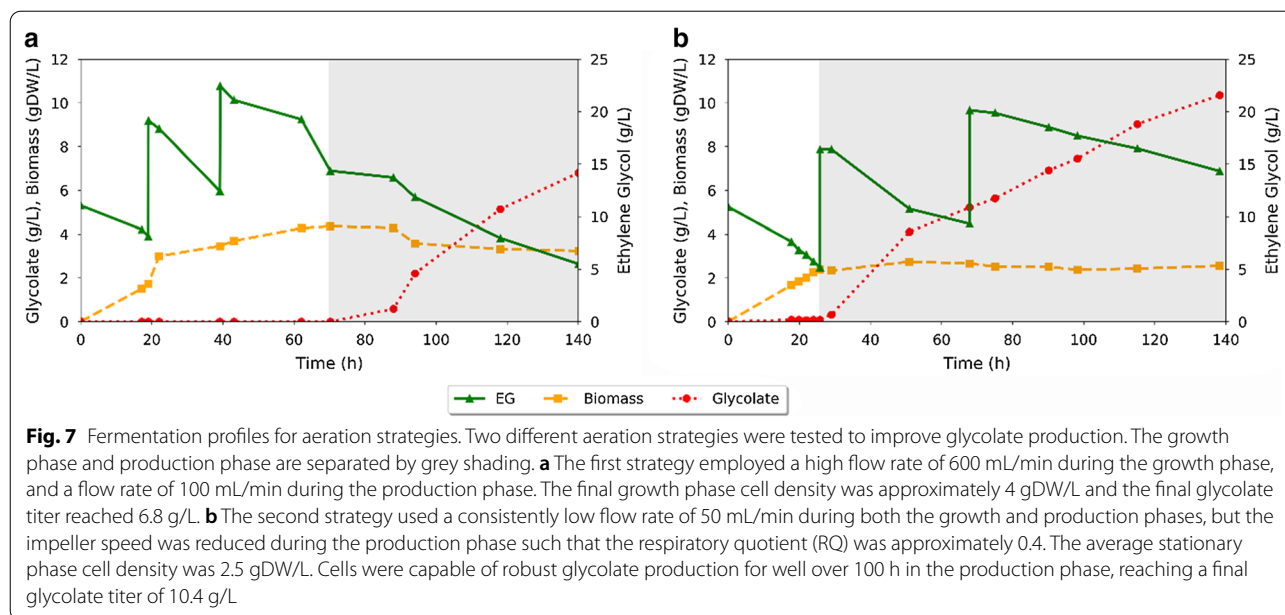 a
b
12
10
8
6
4
2
0
Glycolate (g/L), Biomass (gDW/L)
25
20
15
10
5
0
Ethylene Glycol (g/L)
0 20 40 60 80 100 120 140
Time (h)
12
10
8
6
4
2
0
Glycolate (g/L), Biomass (gDW/L)
25
20
15
10
5
0
Ethylene Glycol (g/L)
0 20 40 60 80 100 120 140
Time (h)
EG Biomass Glycolate
Fig. 7 Fermentation profiles for aeration strategies. Two different aeration strategies were tested to improve glycolate production. The growth
phase and production phase are separated by grey shading. a The first strategy employed a high flow rate of 600 mL/min during the growth phase,
and a flow rate of 100 mL/min during the production phase. The final growth phase cell density was approximately 4 gDW/L and the final glycolate
titer reached 6.8 g/L. b The second strategy used a consistently low flow rate of 50 mL/min during both the growth and production phases, but the
impeller speed was reduced during the production phase such that the respiratory quotient (RQ) was approximately 0.4. The average stationary
phase cell density was 2.5 gDW/L. Cells were capable of robust glycolate production for well over 100 h in the production phase, reaching a final
glycolate titer of 10.4 g/L